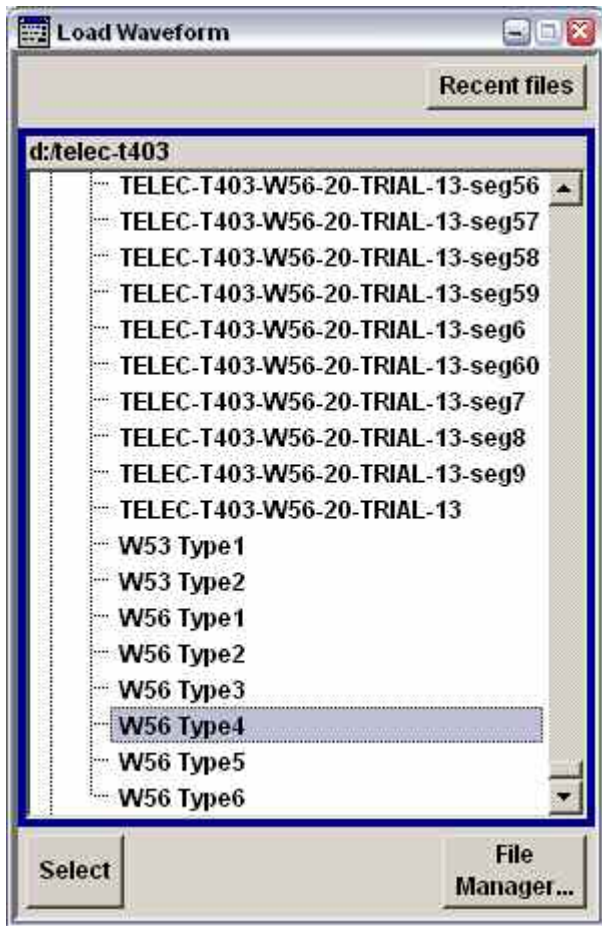 Load Waveform
Recent files
d:/telec-t403
TELEC-T403-W56-20-TRIAL-13-seg56
TELEC-T403-W56-20-TRIAL-13-seg57
TELEC-T403-W56-20-TRIAL-13-seg58
TELEC-T403-W56-20-TRIAL-13-seg59
TELEC-T403-W56-20-TRIAL-13-seg6
TELEC-T403-W56-20-TRIAL-13-seg60
TELEC-T403-W56-20-TRIAL-13-seg7
TELEC-T403-W56-20-TRIAL-13-seg8
TELEC-T403-W56-20-TRIAL-13-seg9
TELEC-T403-W56-20-TRIAL-13
W53 Type1
W53 Type2
W56 Type1
W56 Type2
W56 Type3
W56 Type4
W56 Type5
W56 Type6
Select
File
Manager...